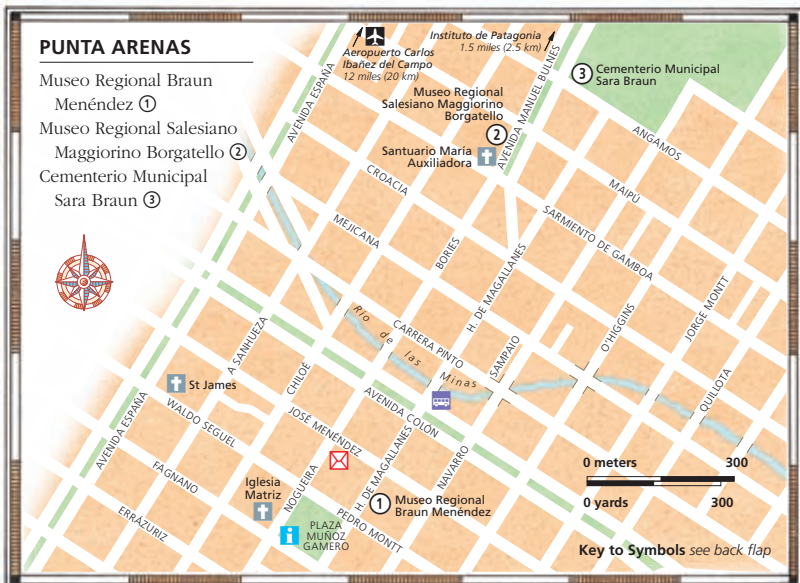 PUNTA ARENAS
Museo Regional Braun
Menéndez ①
Museo Regional Salesiano
Maggiorino Borgatello ②
Cementerio Municipal
Sara Braun ③
Aeropuerto Carlos
Ibañez del Campo
12 miles (20 km)
Instituto de Patagonia
1.5 miles (2.5 km)
③ Cementerio Municipal
Sara Braun
Museo Regional
Salesiano Maggiorino
Borgatello
②
Santuario María
Auxiliadora
AVENIDA ESPAÑA
AVENIDA MANUEL BULNES
ANGAMOS
MAIPÚ
CROACIA
SARMIENTO DE GAMBOA
MEJICANA
BORIES
H. DE MAGALLANES
O'HIGGINS
JORGE MONTT
Rio de las Minas
CARRERA PINTO
SAMPAIO
QUILLOTA
A SANHUEZA
CHILOÉ
St James
AVENIDA COLÓN
WALDO SEGUEL
JOSÉ MENÉNDEZ
AVENIDA ESPAÑA
FAGNANO
NOGUEIRA
H. DE MAGALLANES
NAVARRO
Iglesia
Matriz
① Museo Regional
Braun Menéndez
ERRÁZURIZ
i
PLAZA
MUÑOZ
GAMERO
PEDRO MONTT
0 meters 300
0 yards 300
Key to Symbols see back flap